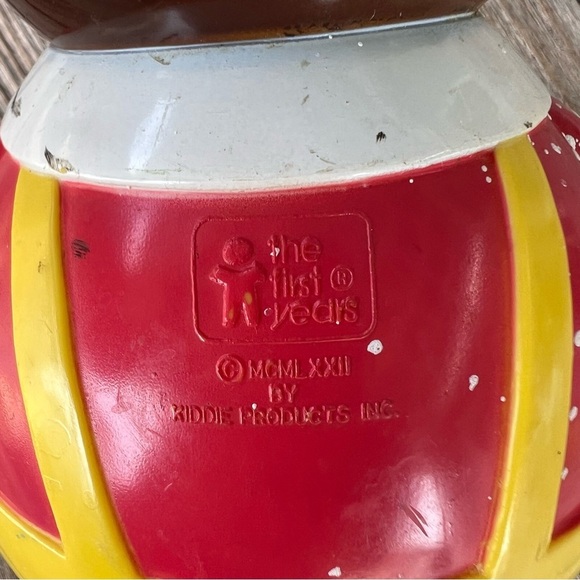 the
first ®
years
© MCMLXXII
BY
KIDDIE PRODUCTS INC.